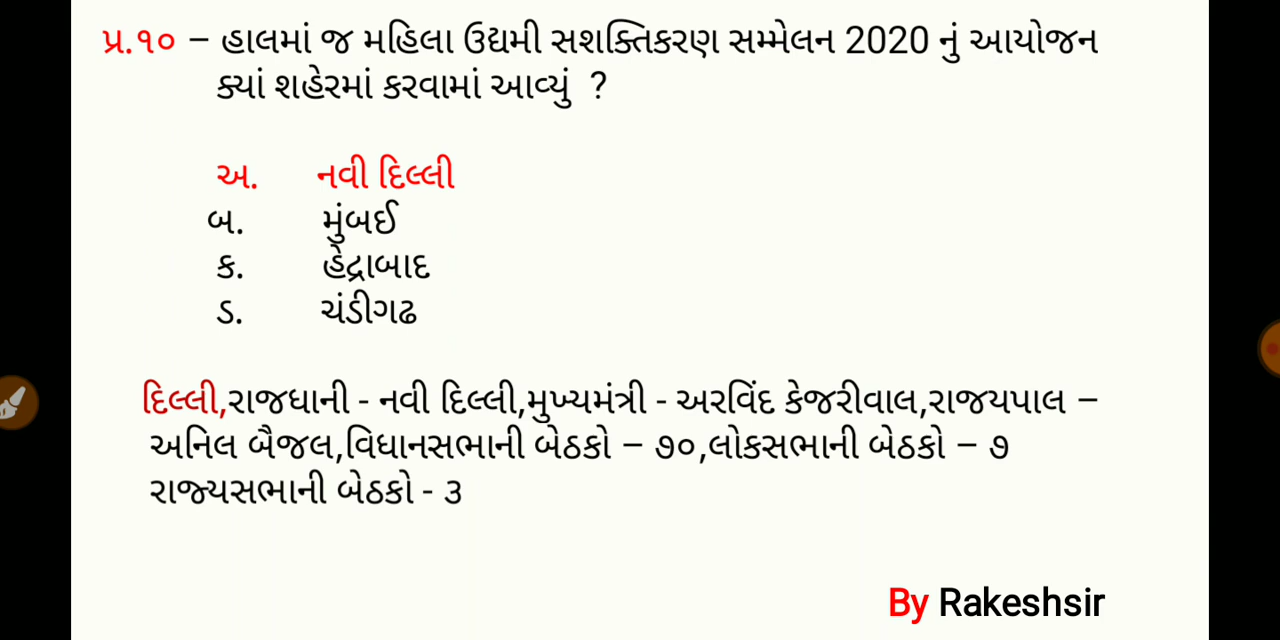 પ્ર.૧૦ – હાલમાં જ મહિલા ઉદ્યમી સશક્તિકરણ સમ્મેલન 2020 નું આયોજન
ક્યાં શહેરમાં કરવામાં આવ્યું ?
અ. નવી દિલ્લી
બ. મુંબઈ
ક. હેદ્રાબાદ
ડ. ચંડીગઢ
દિલ્લી,રાજધાની - નવી દિલ્લી,મુખ્યમંત્રી - અરવિંદ કેજરીવાલ,રાજયપાલ –
અનિલ બૈજલ,વિધાનસભાની બેઠકો – ૭૦,લોકસભાની બેઠકો – ૭
રાજ્યસભાની બેઠકો - ૩
By Rakeshsir